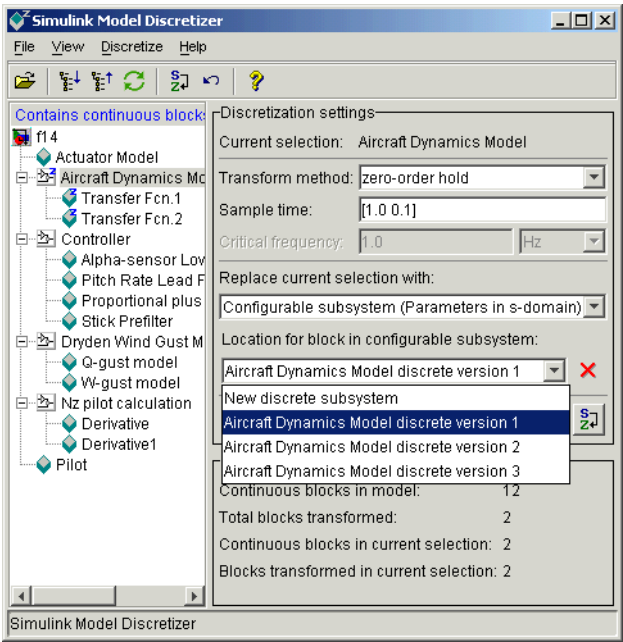 Simulink Model Discretizer
File View Discretize Help
Contains continuous block
f14
Actuator Model
Aircraft Dynamics Mo
Transfer Fcn.1
Transfer Fcn.2
Controller
Alpha-sensor Low
Pitch Rate Lead F
Proportional plus
Stick Prefilter
Dryden Wind Gust M
Q-gust model
W-gust model
Nz pilot calculation
Derivative
Derivative1
Pilot
Discretization settings
Current selection: Aircraft Dynamics Model
Transform method: zero-order hold
Sample time: [1.0 0.1]
Critical frequency: 1.0 Hz
Replace current selection with:
Configurable subsystem (Parameters in s-domain)
Location for block in configurable subsystem:
Aircraft Dynamics Model discrete version 1
New discrete subsystem
Aircraft Dynamics Model discrete version 1
Aircraft Dynamics Model discrete version 2
Aircraft Dynamics Model discrete version 3
Continuous blocks in model: 12
Total blocks transformed: 2
Continuous blocks in current selection: 2
Blocks transformed in current selection: 2
Simulink Model Discretizer